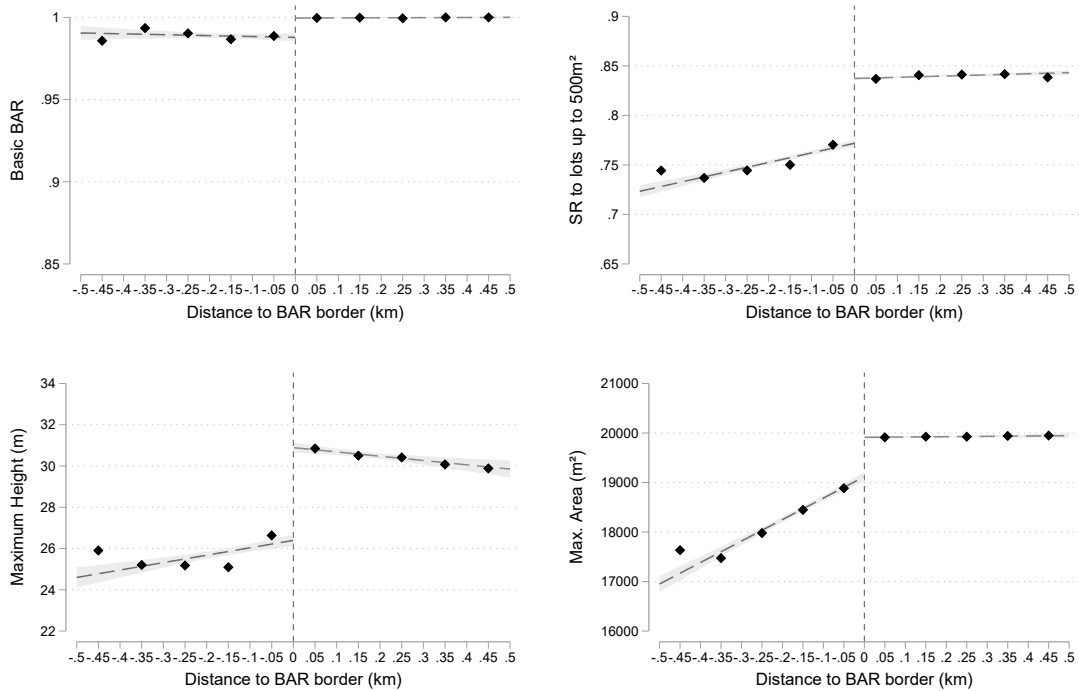 1
.95
.9
.85
Basic BAR
-.5 -.45 -.4 -.35 -.3 -.25 -.2 -.15 -.1 -.05 0 .05 .1 .15 .2 .25 .3 .35 .4 .45 .5
Distance to BAR border (km)
.9
.85
.8
.75
.7
.65
SR to lots up to 500m²
-.5 -.45 -.4 -.35 -.3 -.25 -.2 -.15 -.1 -.05 0 .05 .1 .15 .2 .25 .3 .35 .4 .45 .5
Distance to BAR border (km)
34
32
30
28
26
24
22
Maximum Height (m)
-.5 -.45 -.4 -.35 -.3 -.25 -.2 -.15 -.1 -.05 0 .05 .1 .15 .2 .25 .3 .35 .4 .45 .5
Distance to BAR border (km)
21000
20000
19000
18000
17000
16000
Max. Area (m²)
-.5 -.45 -.4 -.35 -.3 -.25 -.2 -.15 -.1 -.05 0 .05 .1 .15 .2 .25 .3 .35 .4 .45 .5
Distance to BAR border (km)